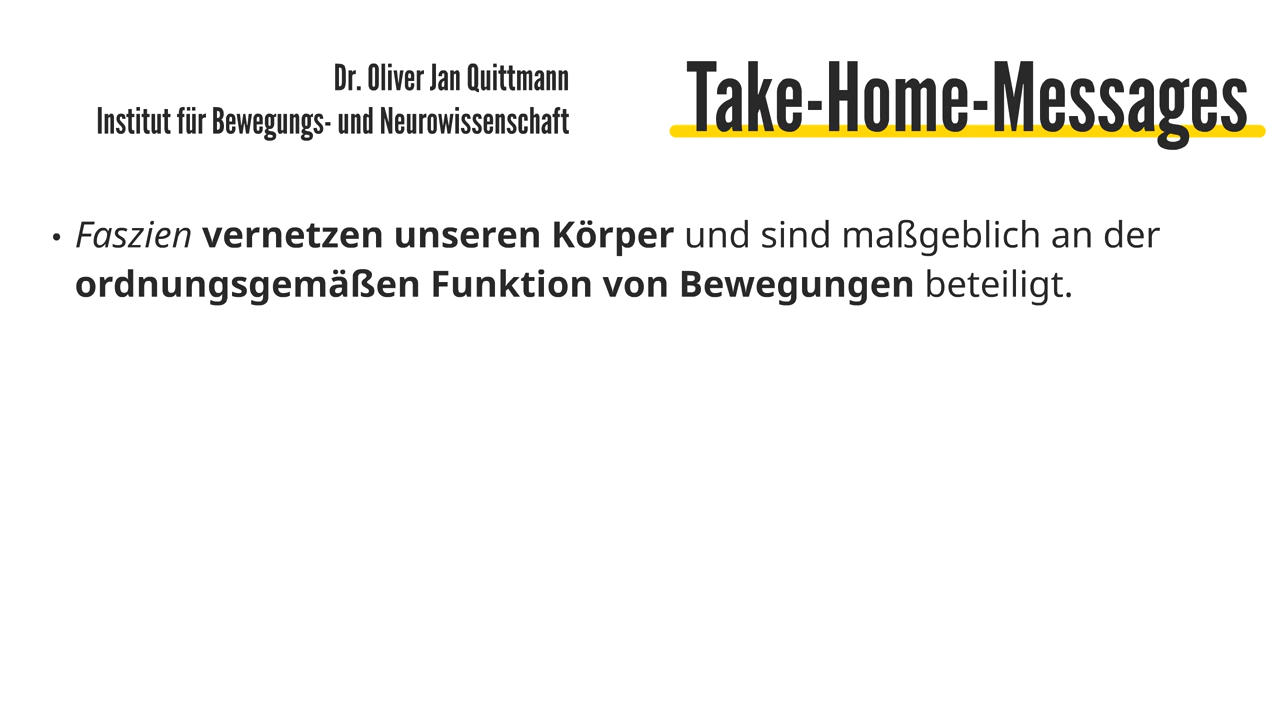 Dr. Oliver Jan Quittmann
Institut für Bewegungs- und Neurowissenschaft
Take-Home-Messages
• Faszien vernetzen unseren Körper und sind maßgeblich an der
ordnungsgemäßen Funktion von Bewegungen beteiligt.